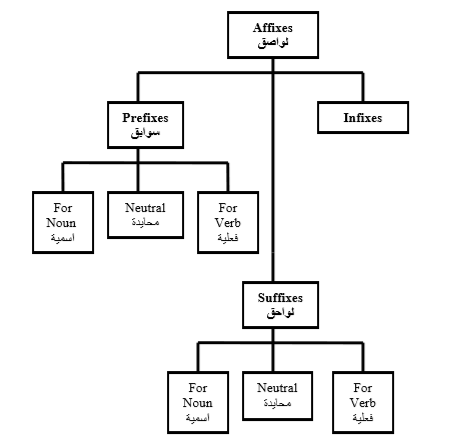 Affixes
لواصق
Prefixes
سوابق
Infixes
For
Noun
اسمية
Neutral
محايدة
For
Verb
فعلية
Suffixes
لواحق
For
Noun
اسمية
Neutral
محايدة
For
Verb
فعلية